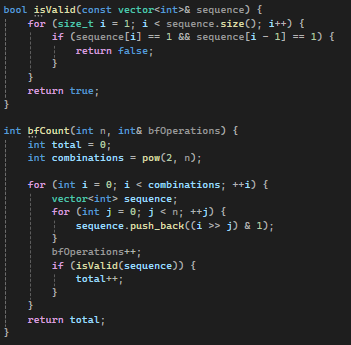 bool isValid(const vector<int>& sequence) {
    for (size_t i = 1; i < sequence.size(); i++) {
        if (sequence[i] == 1 && sequence[i - 1] == 1) {
            return false;
        }
    }
    return true;
}

int bfCount(int n, int& bfOperations) {
    int total = 0;
    int combinations = pow(2, n);

    for (int i = 0; i < combinations; ++i) {
        vector<int> sequence;
        for (int j = 0; j < n; ++j) {
            sequence.push_back((i >> j) & 1);
        }
        bfOperations++;
        if (isValid(sequence)) {
            total++;
        }
    }
    return total;
}